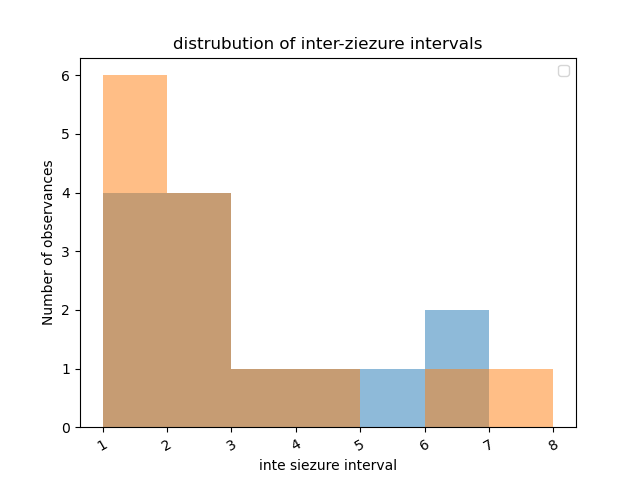 distrubution of inter-ziezure intervals
Number of observances
6
5
4
3
2
1
0
1 2 3 4 5 6 7 8
inte siezure interval